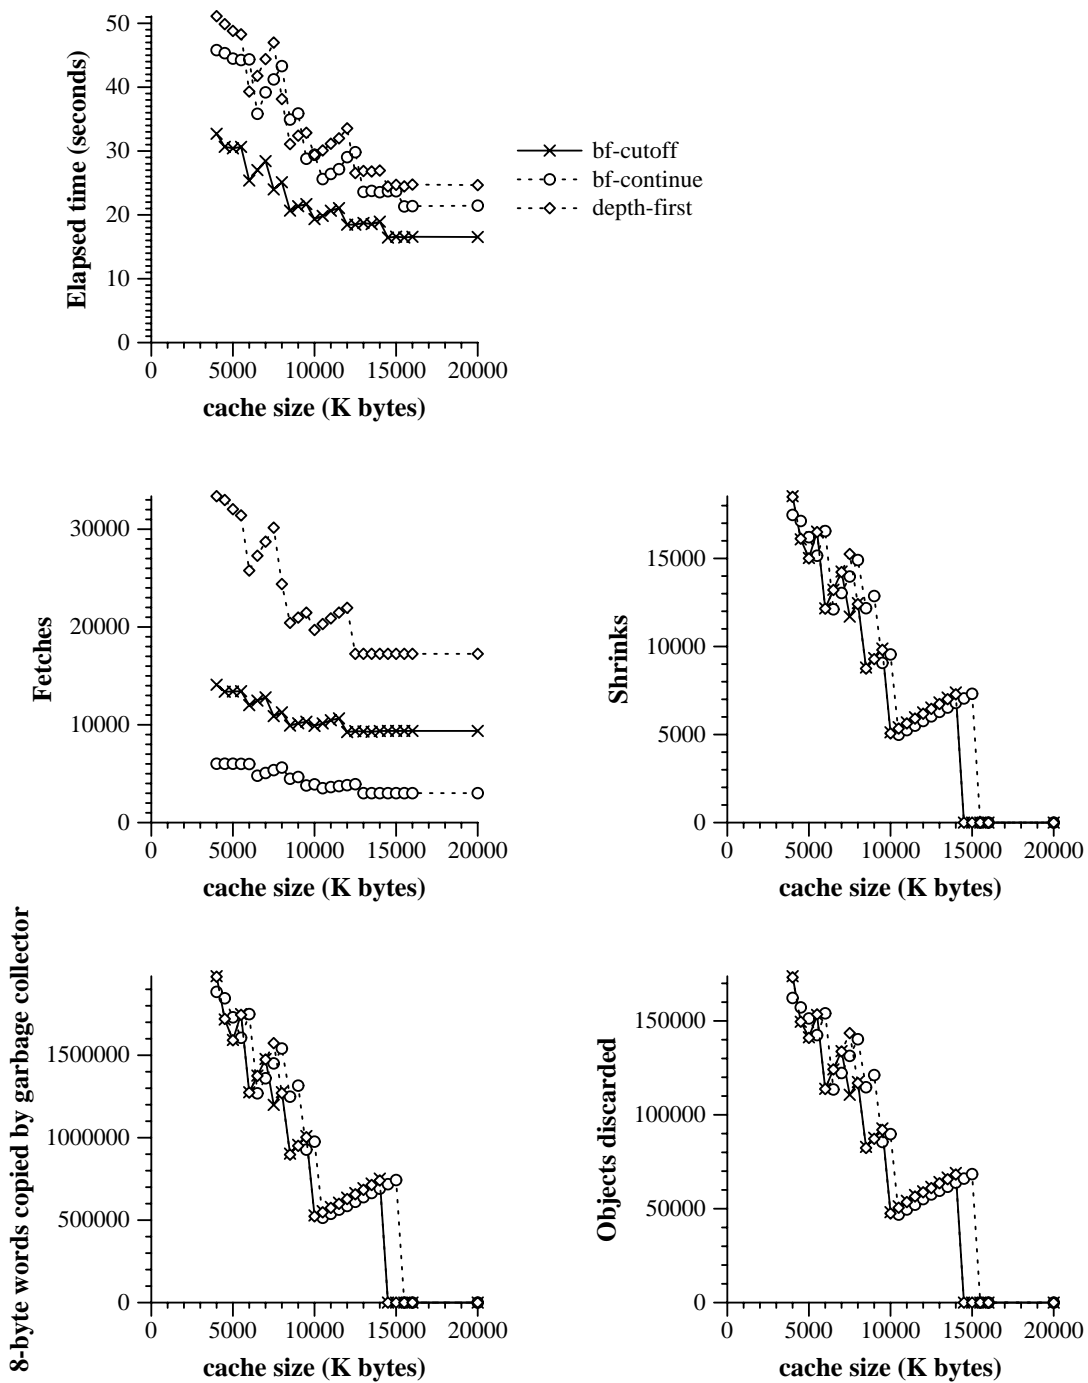 50
40
30
20
10
0
Elapsed time (seconds)
0 5000 10000 15000 20000
cache size (K bytes)
bf-cutoff
bf-continue
depth-first
30000
20000
10000
0
Fetches
0 5000 10000 15000 20000
cache size (K bytes)
15000
10000
5000
0
Shrinks
0 5000 10000 15000 20000
cache size (K bytes)
1500000
1000000
500000
0
8-byte words copied by garbage collector
0 5000 10000 15000 20000
cache size (K bytes)
150000
100000
50000
0
Objects discarded
0 5000 10000 15000 20000
cache size (K bytes)